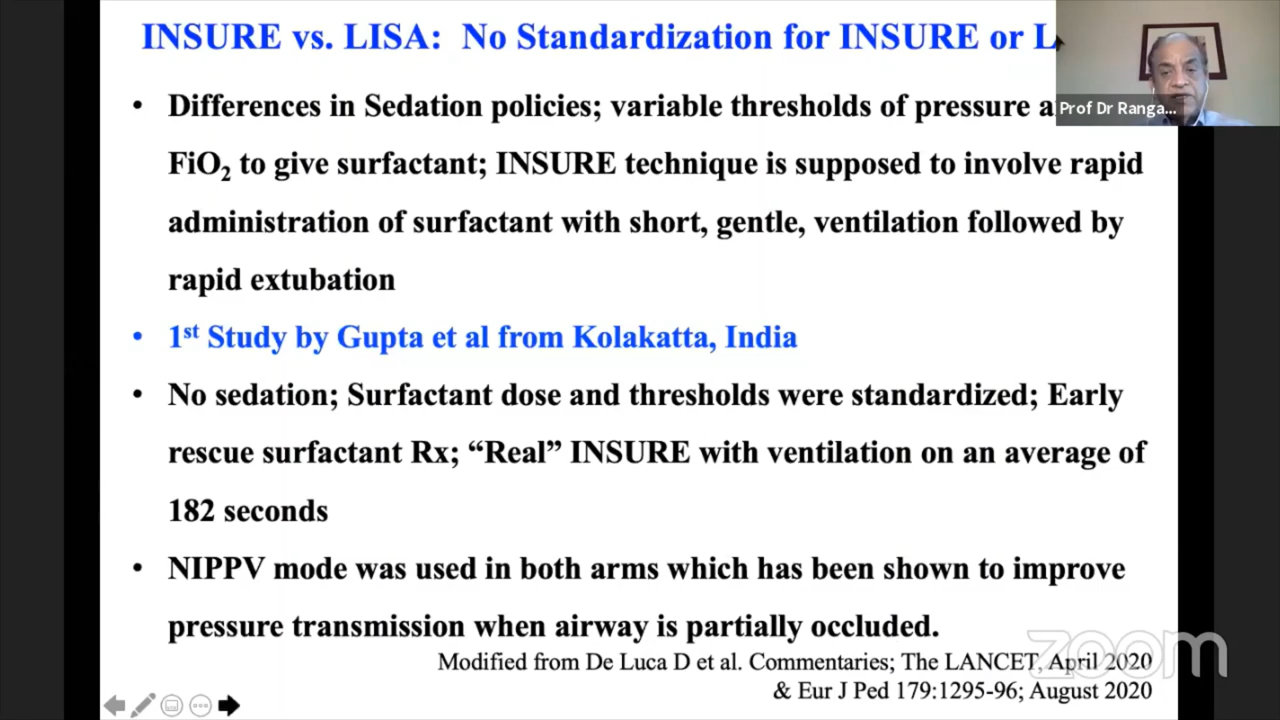 INSURE vs. LISA: No Standardization for INSURE or L
Prof Dr Ranga...
• Differences in Sedation policies; variable thresholds of pressure a
FiO₂ to give surfactant; INSURE technique is supposed to involve rapid
administration of surfactant with short, gentle, ventilation followed by
rapid extubation
• 1ˢᵗ Study by Gupta et al from Kolakatta, India
• No sedation; Surfactant dose and thresholds were standardized; Early
rescue surfactant Rx; “Real” INSURE with ventilation on an average of
182 seconds
• NIPPV mode was used in both arms which has been shown to improve
pressure transmission when airway is partially occluded.
Modified from De Luca D et al. Commentaries; The LANCET, April 2020
& Eur J Ped 179:1295-96; August 2020
zoom